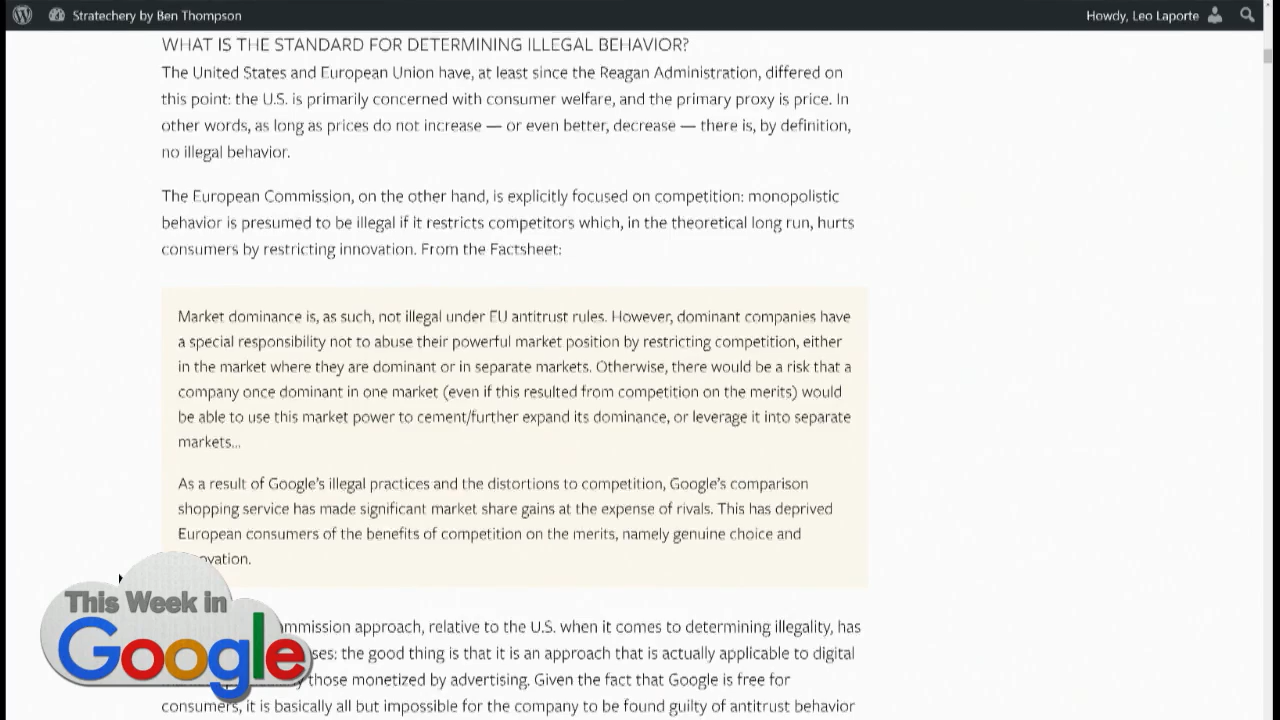 Stratechery by Ben Thompson
Howdy, Leo Laporte
WHAT IS THE STANDARD FOR DETERMINING ILLEGAL BEHAVIOR?
The United States and European Union have, at least since the Reagan Administration, differed on
this point: the U.S. is primarily concerned with consumer welfare, and the primary proxy is price. In
other words, as long as prices do not increase — or even better, decrease — there is, by definition,
no illegal behavior.
The European Commission, on the other hand, is explicitly focused on competition: monopolistic
behavior is presumed to be illegal if it restricts competitors which, in the theoretical long run, hurts
consumers by restricting innovation. From the Factsheet:
Market dominance is, as such, not illegal under EU antitrust rules. However, dominant companies have
a special responsibility not to abuse their powerful market position by restricting competition, either
in the market where they are dominant or in separate markets. Otherwise, there would be a risk that a
company once dominant in one market (even if this resulted from competition on the merits) would
be able to use this market power to cement/further expand its dominance, or leverage it into separate
markets...
As a result of Google's illegal practices and the distortions to competition, Google's comparison
shopping service has made significant market share gains at the expense of rivals. This has deprived
European consumers of the benefits of competition on the merits, namely genuine choice and
ovation.
mmission approach, relative to the U.S. when it comes to determining illegality, has
ses: the good thing is that it is an approach that is actually applicable to digital
those monetized by advertising. Given the fact that Google is free for
consumers, it is basically all but impossible for the company to be found guilty of antitrust behavior
This Week in
Google